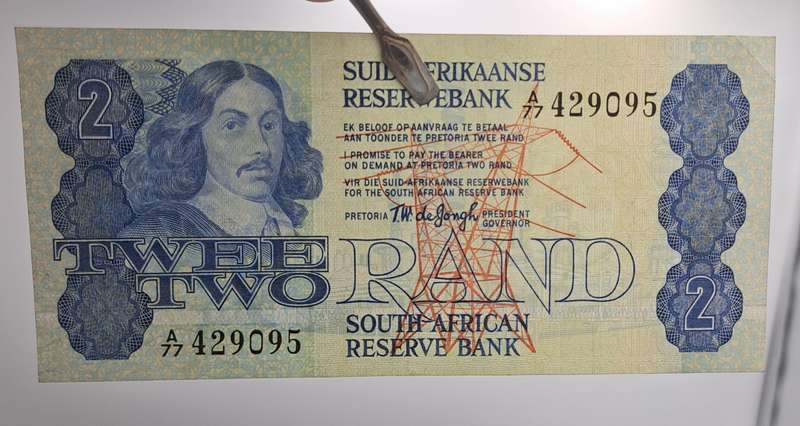 2
SUID-AFRIKAANSE
RESERWEBANK A/77 429095
EK BELOOF OP AANVRAAG TE BETAAL
AAN TOONDER TE PRETORIA TWEE RAND
I PROMISE TO PAY THE BEARER
ON DEMAND AT PRETORIA TWO RAND
VIR DIE SUID-AFRIKAANSE RESERWEBANK
FOR THE SOUTH AFRICAN RESERVE BANK
PRETORIA T.W. de Jongh PRESIDENT
GOVERNOR
TWEE
TWO RAND
2
A/77 429095
SOUTH AFRICAN
RESERVE BANK